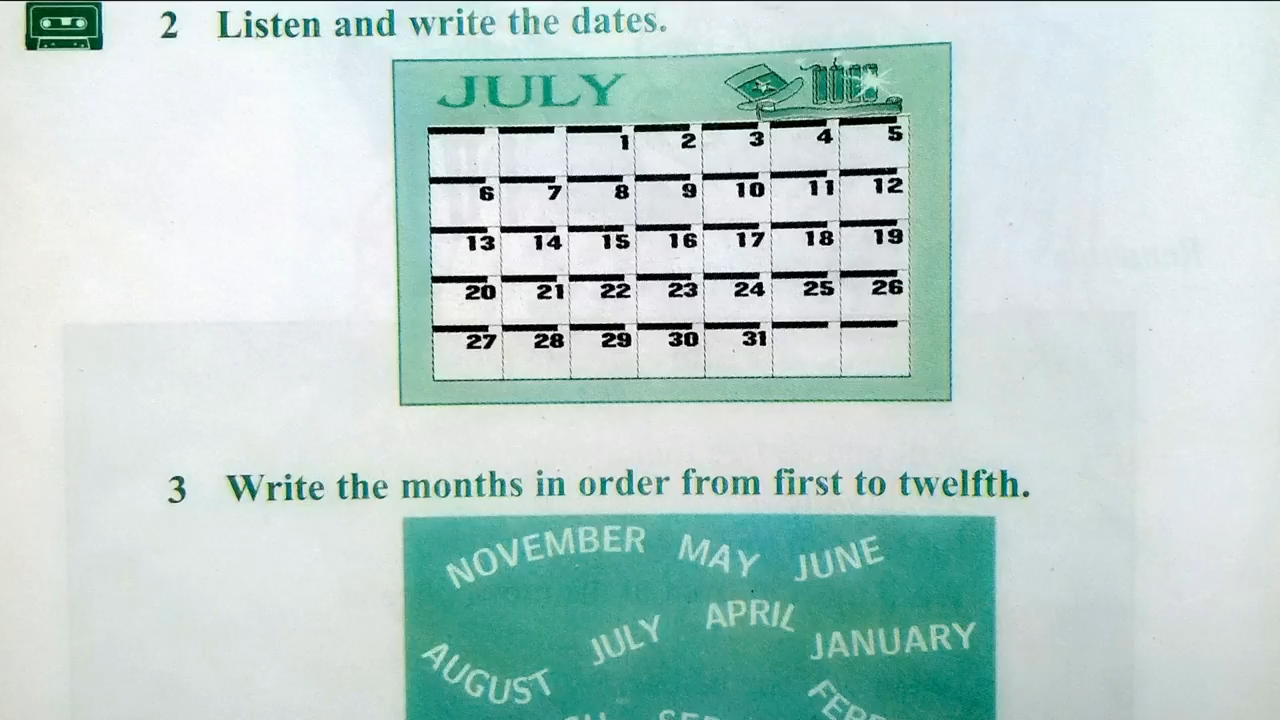 2 Listen and write the dates.
JULY
1 2 3 4 5
6 7 8 9 10 11 12
13 14 15 16 17 18 19
20 21 22 23 24 25 26
27 28 29 30 31
3 Write the months in order from first to twelfth.
NOVEMBER MAY JUNE
JULY APRIL JANUARY
AUGUST